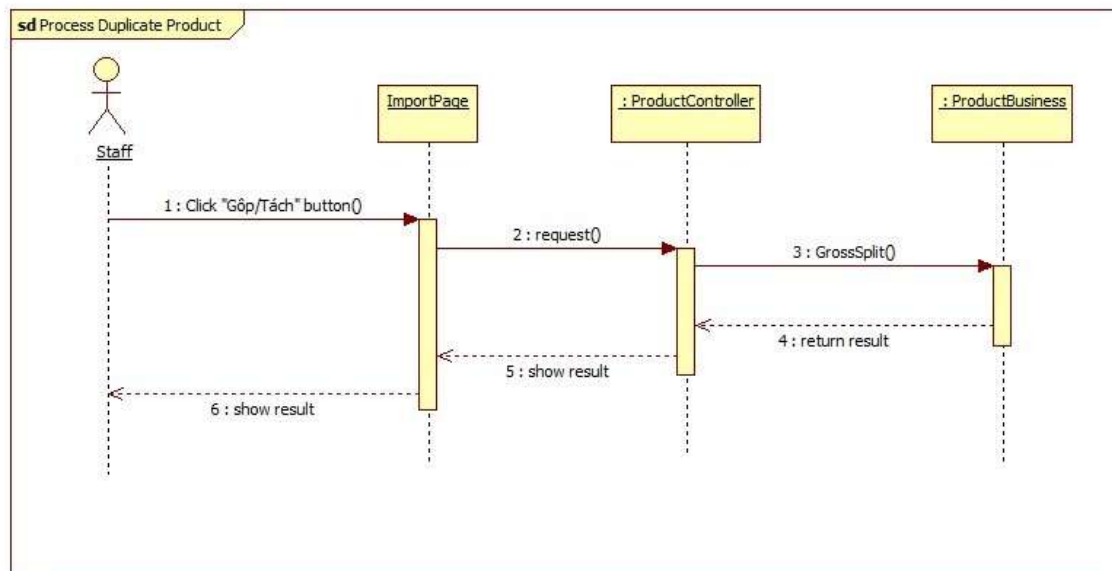 sd Process Duplicate Product
ImportPage
: ProductController
: ProductBusiness
Staff
1 : Click "Gôp/Tách" button()
2 : request()
3 : GrossSplit()
4 : return result
5 : show result
6 : show result